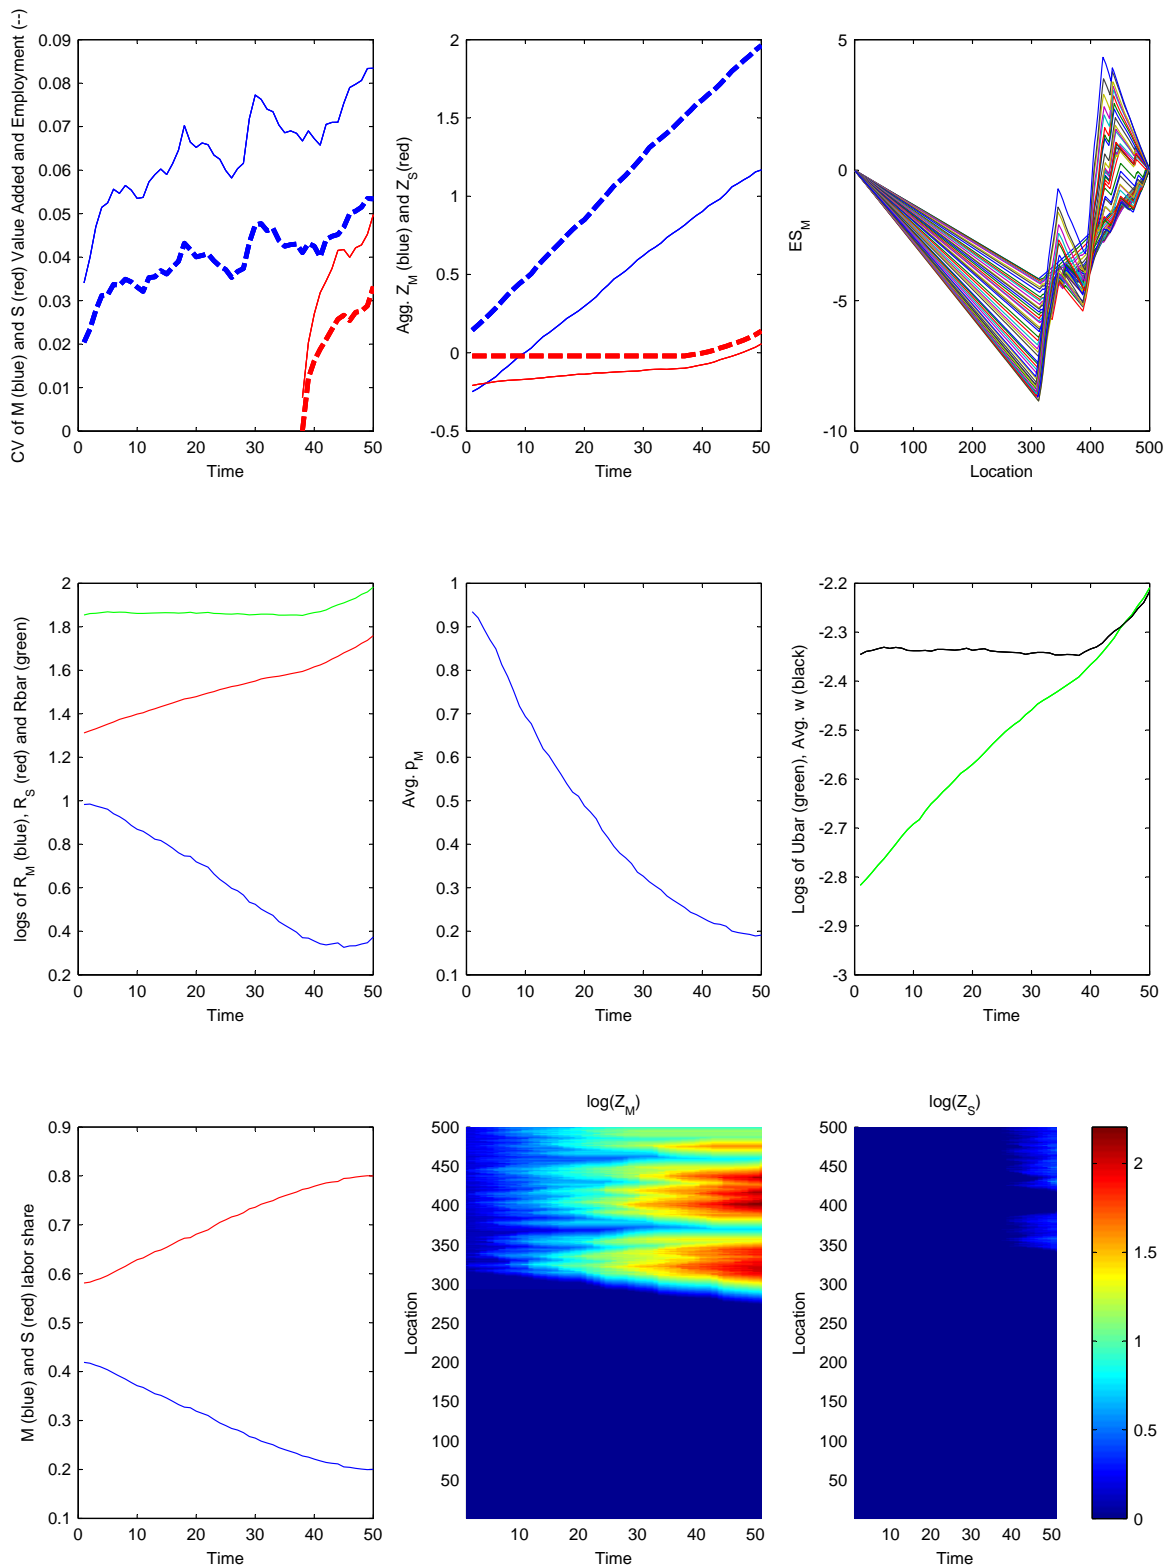 CV of M (blue) and S (red) Value Added and Employment (--)
0.09
0.08
0.07
0.06
0.05
0.04
0.03
0.02
0.01
0
0 10 20 30 40 50
Time
Agg. Z_M (blue) and Z_S(red)
2
1.5
1
0.5
0
-0.5
0 10 20 30 40 50
Time
ES_M
5
0
-5
-10
0 100 200 300 400 500
Location
logs of R_M (blue), R_S (red) and Rbar (green)
2
1.8
1.6
1.4
1.2
1
0.8
0.6
0.4
0.2
0 10 20 30 40 50
Time
Avg. p_M
1
0.9
0.8
0.7
0.6
0.5
0.4
0.3
0.2
0.1
0 10 20 30 40 50
Time
Logs of Ubar (green), Avg. w (black)
-2.2
-2.3
-2.4
-2.5
-2.6
-2.7
-2.8
-2.9
-3
0 10 20 30 40 50
Time
M (blue) and S (red) labor share
0.9
0.8
0.7
0.6
0.5
0.4
0.3
0.2
0.1
0 10 20 30 40 50
Time
log(Z_M)
Location
500
450
400
350
300
250
200
150
100
50
10 20 30 40 50
Time
log(Z_S)
Location
500
450
400
350
300
250
200
150
100
50
10 20 30 40 50
Time
2
1.5
1
0.5
0